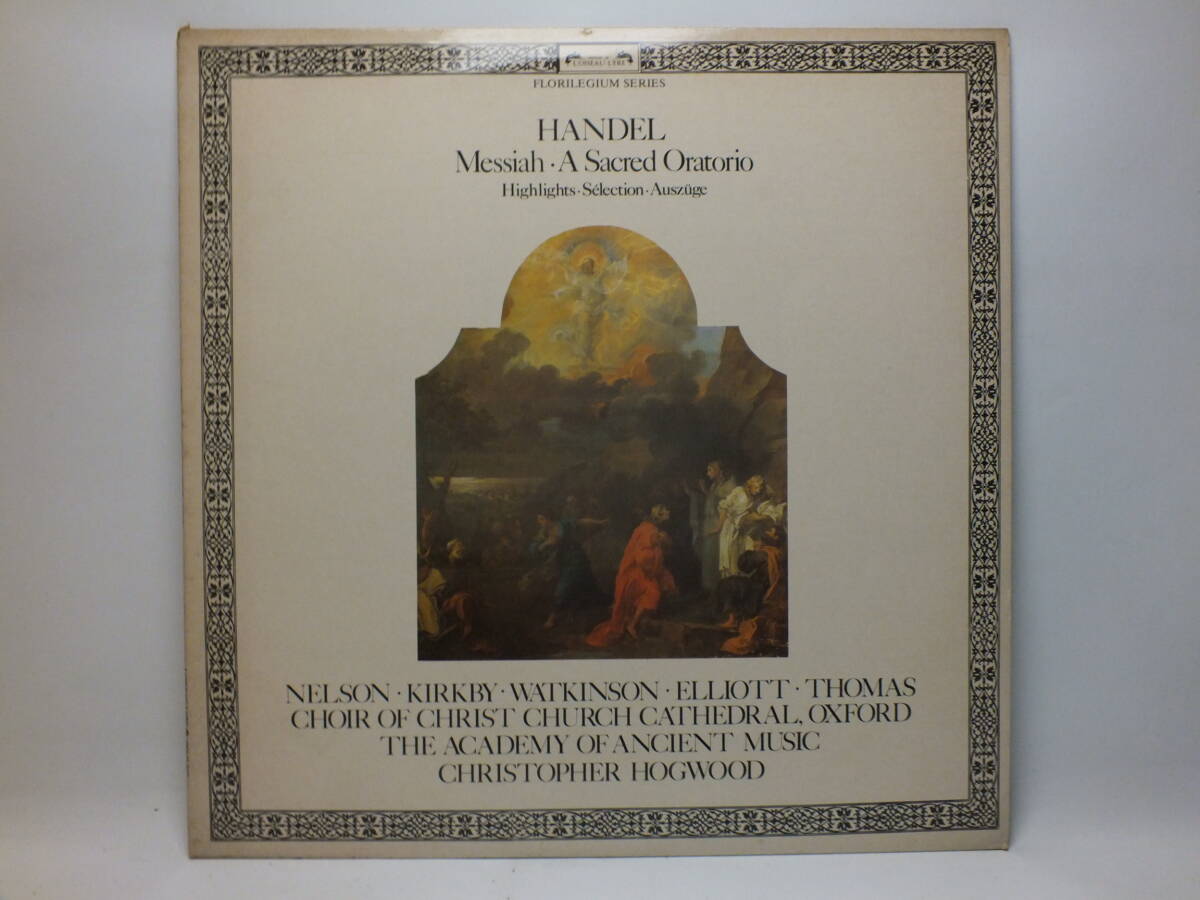 L'OISEAU-LYRE
FLORILEGIUM SERIES
HANDEL
Messiah · A Sacred Oratorio
Highlights · Sélection · Auszüge
NELSON · KIRKBY · WATKINSON · ELLIOTT · THOMAS
CHOIR OF CHRIST CHURCH CATHEDRAL, OXFORD
THE ACADEMY OF ANCIENT MUSIC
CHRISTOPHER HOGWOOD